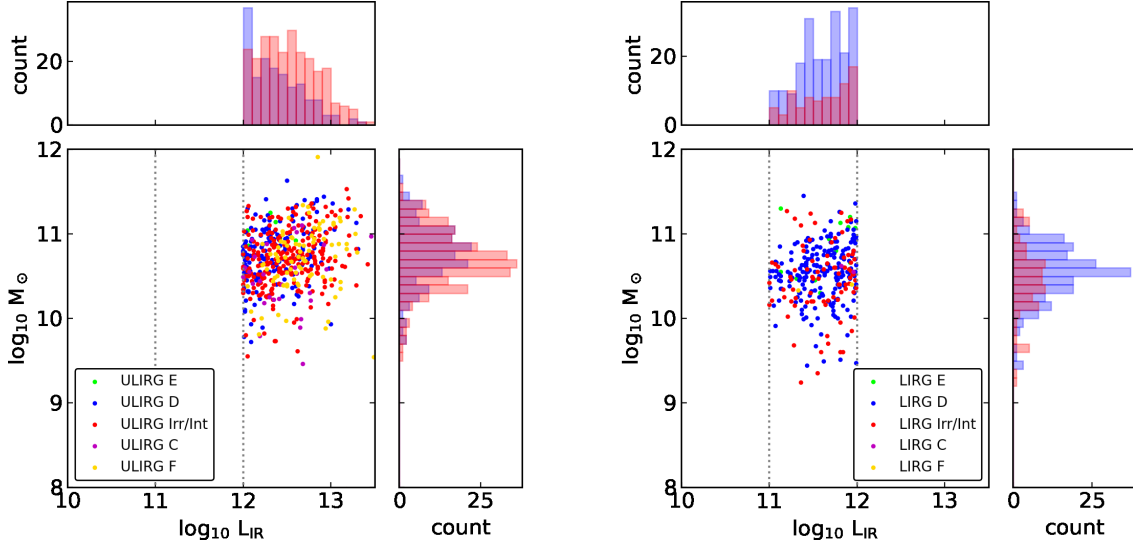 count
20
0
count
20
0
12
11
10
9
8
log₁₀ M⊙
ULIRG E
ULIRG D
ULIRG Irr/Int
ULIRG C
ULIRG F
10 11 12 13
log₁₀ L_IR
0 25
count
12
11
10
9
8
log₁₀ M⊙
LIRG E
LIRG D
LIRG Irr/Int
LIRG C
LIRG F
10 11 12 13
log₁₀ L_IR
0 25
count